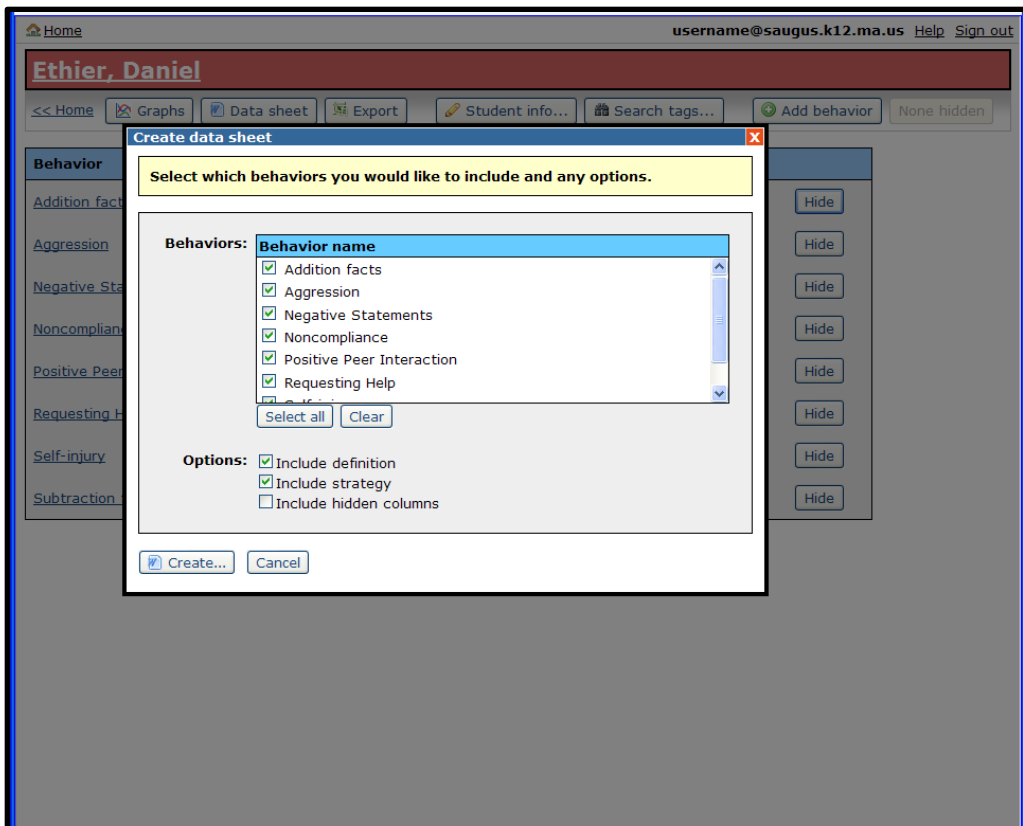 Home username@saugus.k12.ma.us Help Sign out
Ethier, Daniel
<< Home Graphs Data sheet Export Student info... Search tags... Add behavior None hidden
Create data sheet X
Select which behaviors you would like to include and any options.
Behavior
Addition fact Hide
Aggression Hide
Negative Sta Hide
Noncomplian Hide
Positive Peer Hide
Requesting H Hide
Self-injury Hide
Subtraction Hide
Behaviors: Behavior name
Addition facts
Aggression
Negative Statements
Noncompliance
Positive Peer Interaction
Requesting Help
Select all Clear
Options: Include definition
Include strategy
Include hidden columns
Create... Cancel